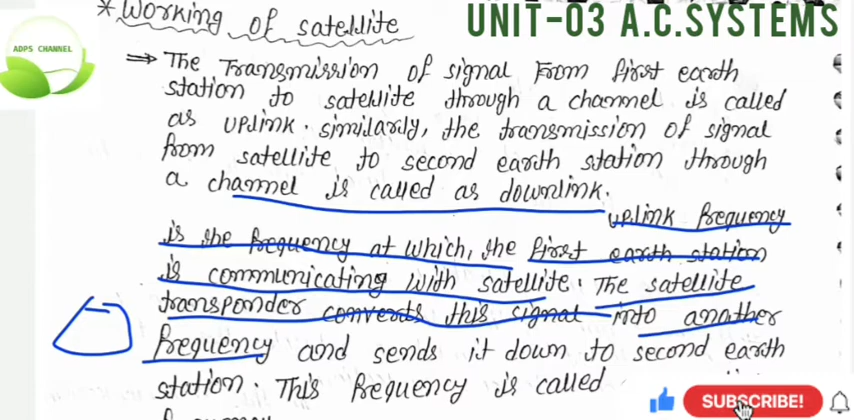 *Working of satellite
UNIT-03 A.C.SYSTEMS
ADPS CHANNEL
⇒ The Transmission of signal from first earth
station to satellite through a channel is called
as uplink. similarly, the transmission of signal
from satellite to second earth station through
a channel is called as downlink.
uplink frequency
is the frequency at which, the first earth station
is communicating with satellite. The satellite
transponder converts this signal into another
frequency and sends it down to second earth
station. This frequency is called
SUBSCRIBE!